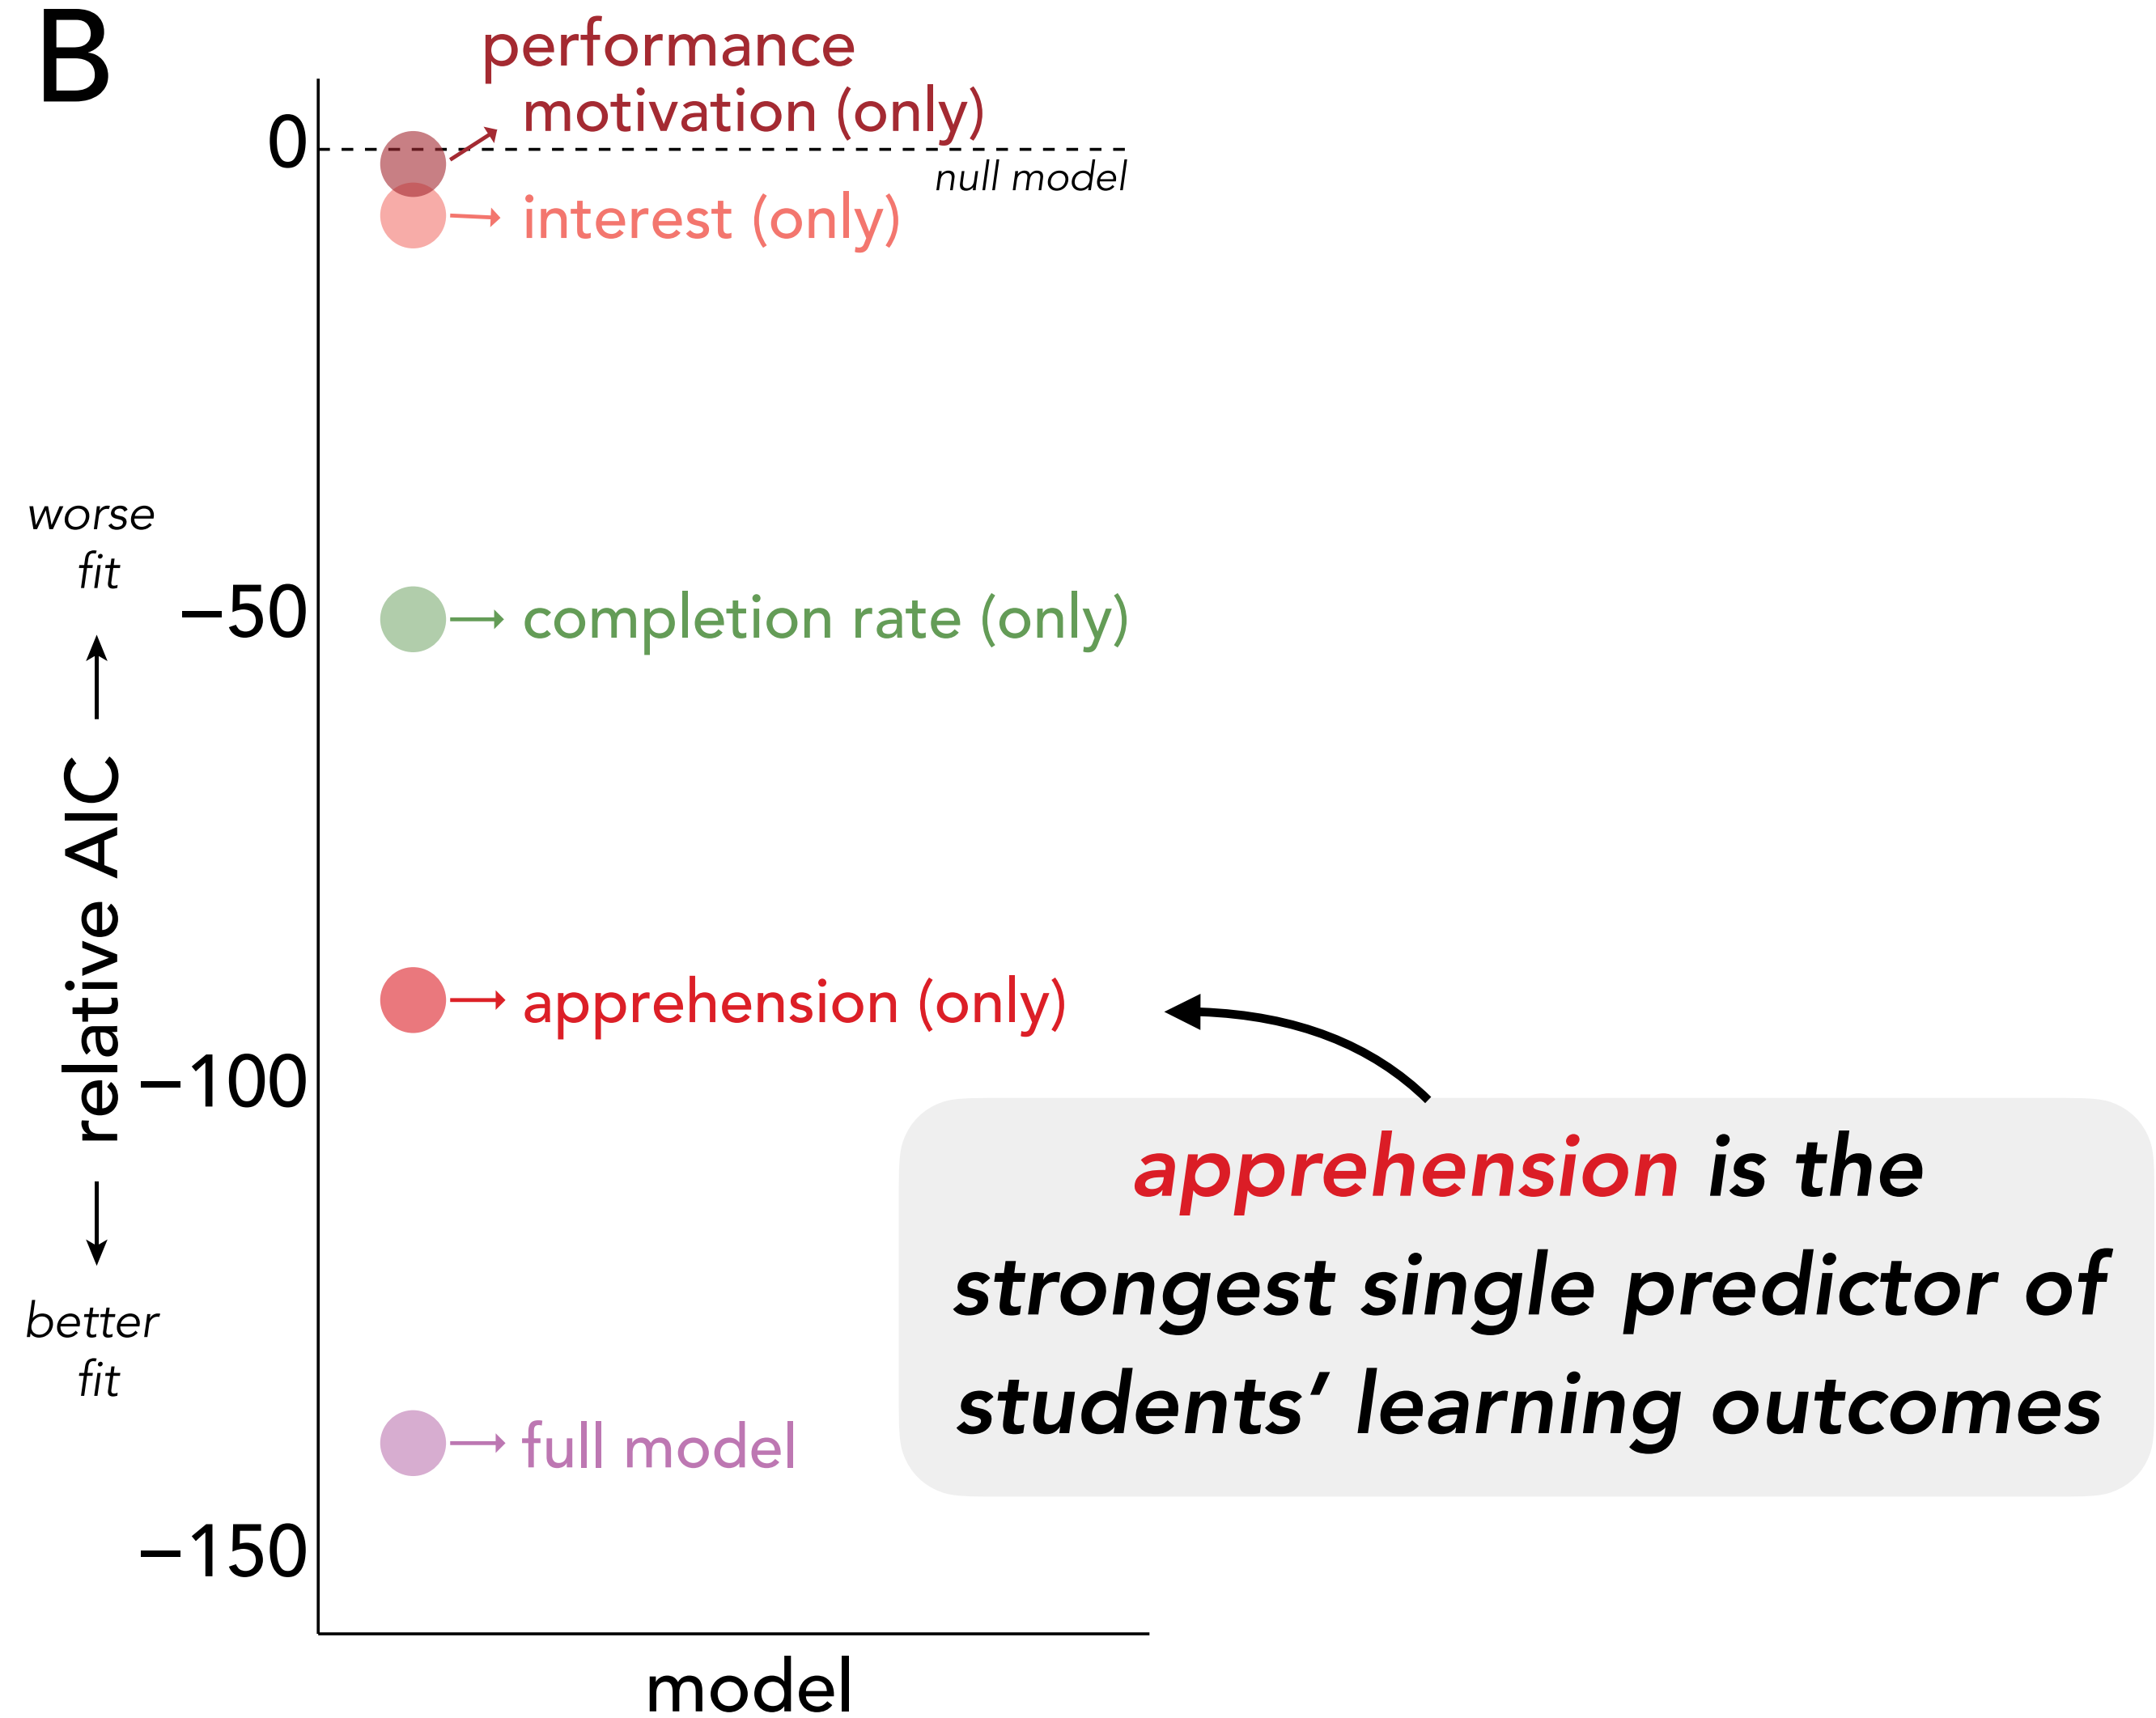 B
performance
motivation (only)
0
null model
interest (only)
worse
fit
−50
completion rate (only)
relative AIC
apprehension (only)
−100
apprehension is the
strongest single predictor of
students‘ learning outcomes
better
fit
full model
−150
model